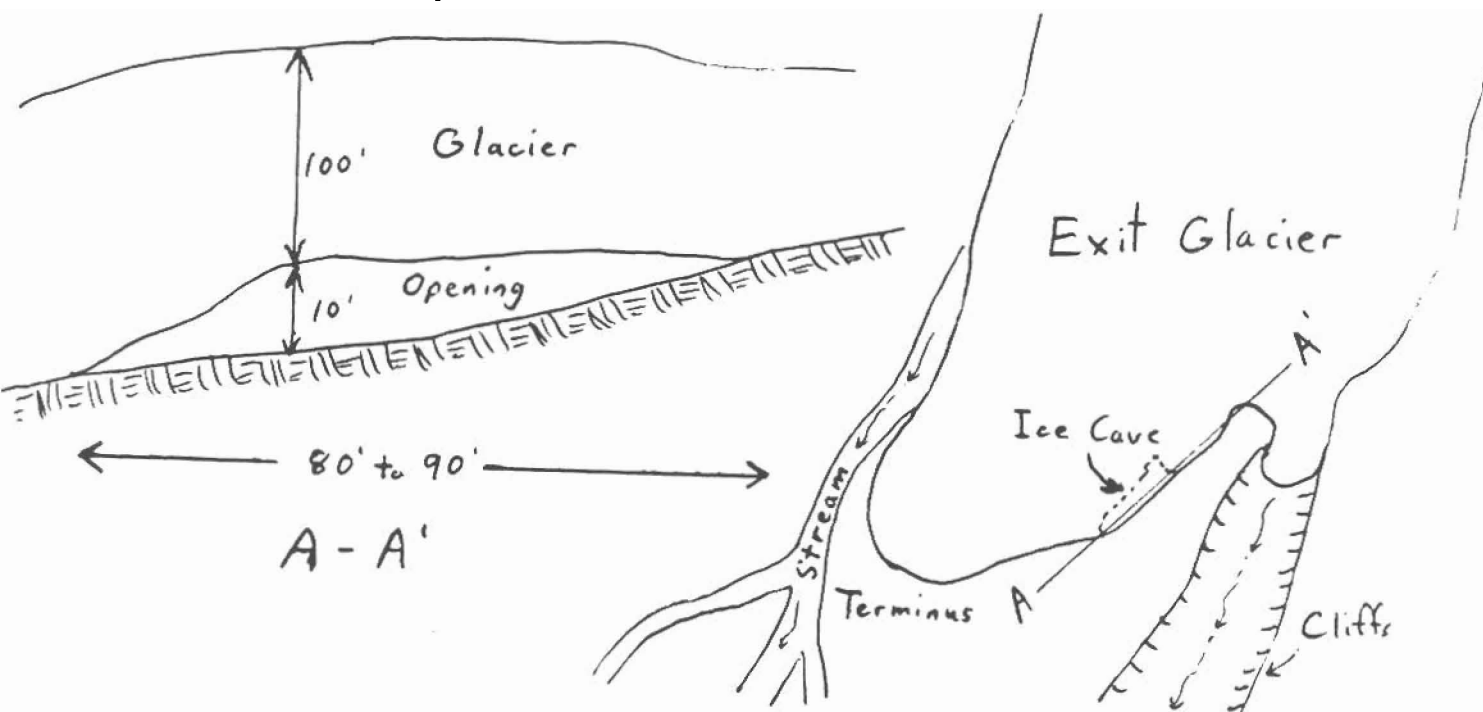 Glacier
100'
Opening
10'
80' to 90'
A - A'
Exit Glacier
A'
Ice Cave
Stream
Terminus
A
Cliffs